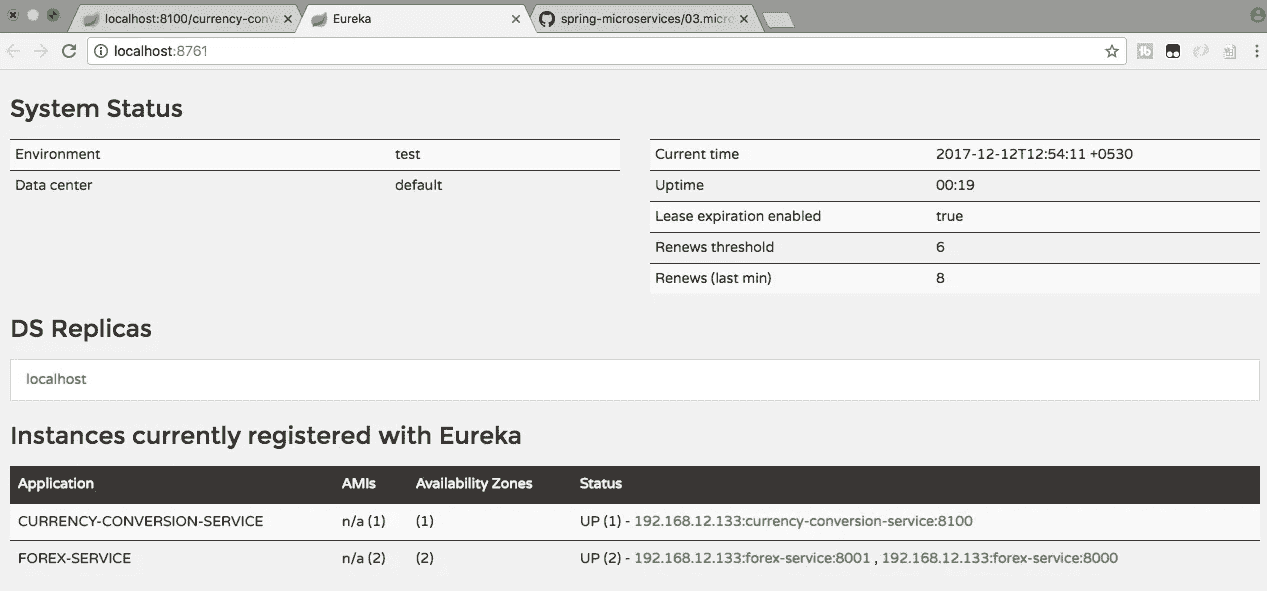 localhost:8100/currency-conve
Eureka
spring-microservices/03.micro
localhost:8761
System Status
Environment test
Data center default
Current time 2017-12-12T12:54:11 +0530
Uptime 00:19
Lease expiration enabled true
Renews threshold 6
Renews (last min) 8
DS Replicas
localhost
Instances currently registered with Eureka
Application AMIs Availability Zones Status
CURRENCY-CONVERSION-SERVICE n/a (1) (1) UP (1) - 192.168.12.133:currency-conversion-service:8100
FOREX-SERVICE n/a (2) (2) UP (2) - 192.168.12.133:forex-service:8001 , 192.168.12.133:forex-service:8000